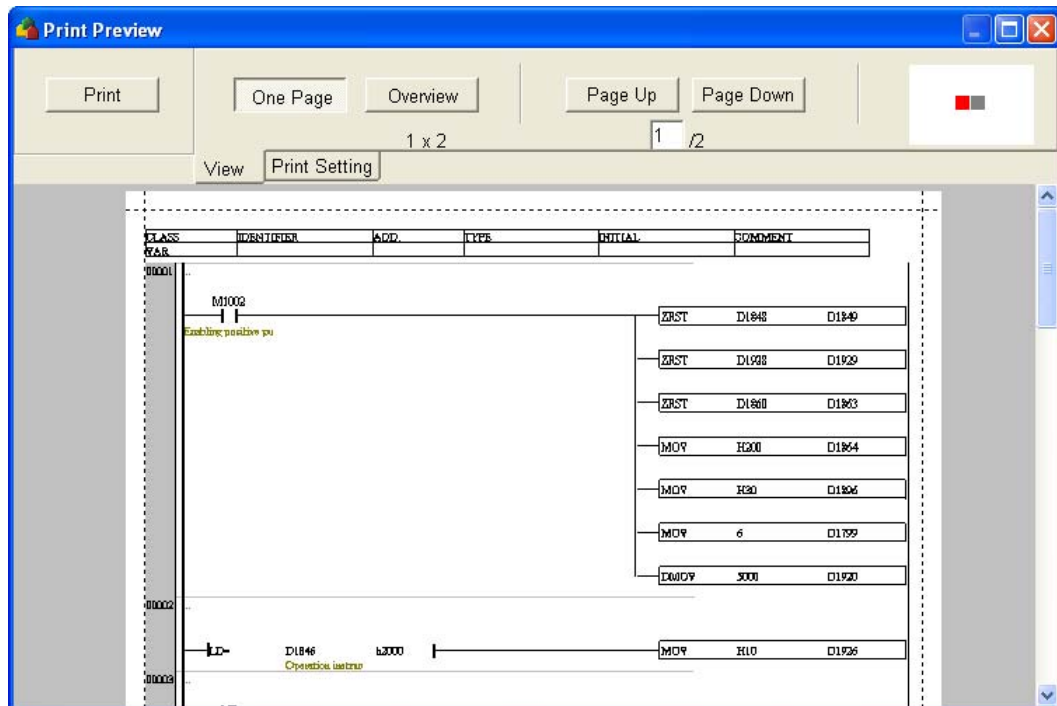 Print Preview
Print One Page Overview Page Up Page Down
1 x 2 1 /2
View Print Setting
CLASS IDENTIFIER ADD. TYPE INITIAL COMMENT
VAR
00001 ..
M1002
ZRST D1848 D1849
Enabling positive pu
ZRST D1928 D1929
ZRST D1860 D1863
MOV H200 D1864
MOV H30 D1896
MOV 6 D1799
DMOV 5000 D1920
00002 ..
LD= D1846 h2000 MOV H10 D1926
Operation instruc
00003 ..